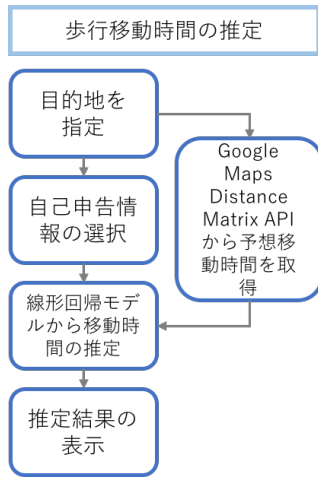 歩行移動時間の推定
目的地を
指定
Google
Maps
Distance
Matrix API
から予想移
動時間を取
得
自己申告情
報の選択
線形回帰モデ
ルから移動時
間の推定
推定結果の
表示